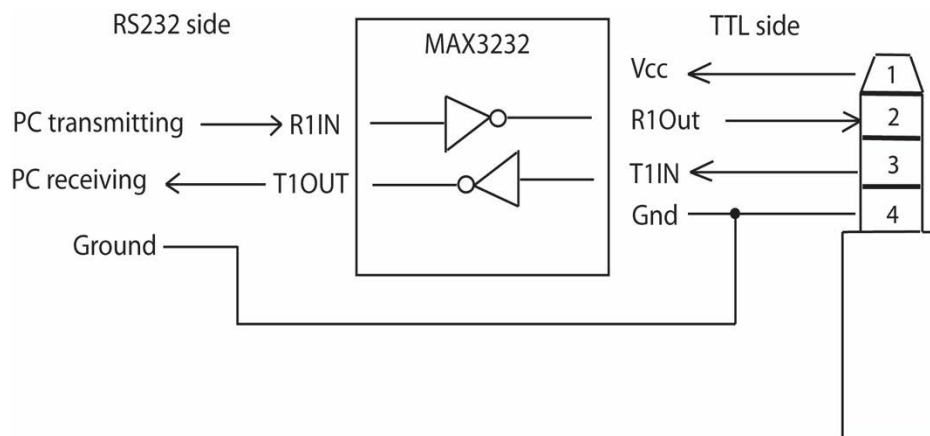 RS232 side
MAX3232
TTL side
Vcc
1
PC transmitting
R1IN
R1Out
2
PC receiving
T1OUT
T1IN
3
Ground
Gnd
4